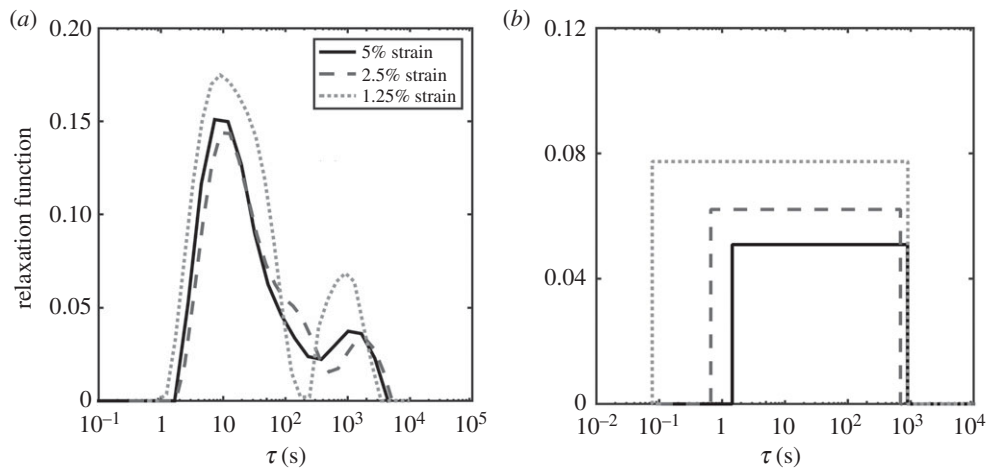 (a)
0.20
0.15
0.10
0.05
0
relaxation function
5% strain
2.5% strain
1.25% strain
10⁻¹ 1 10 10² 10³ 10⁴ 10⁵
τ (s)
(b)
0.12
0.08
0.04
0
10⁻² 10⁻¹ 1 10 10² 10³ 10⁴
τ (s)